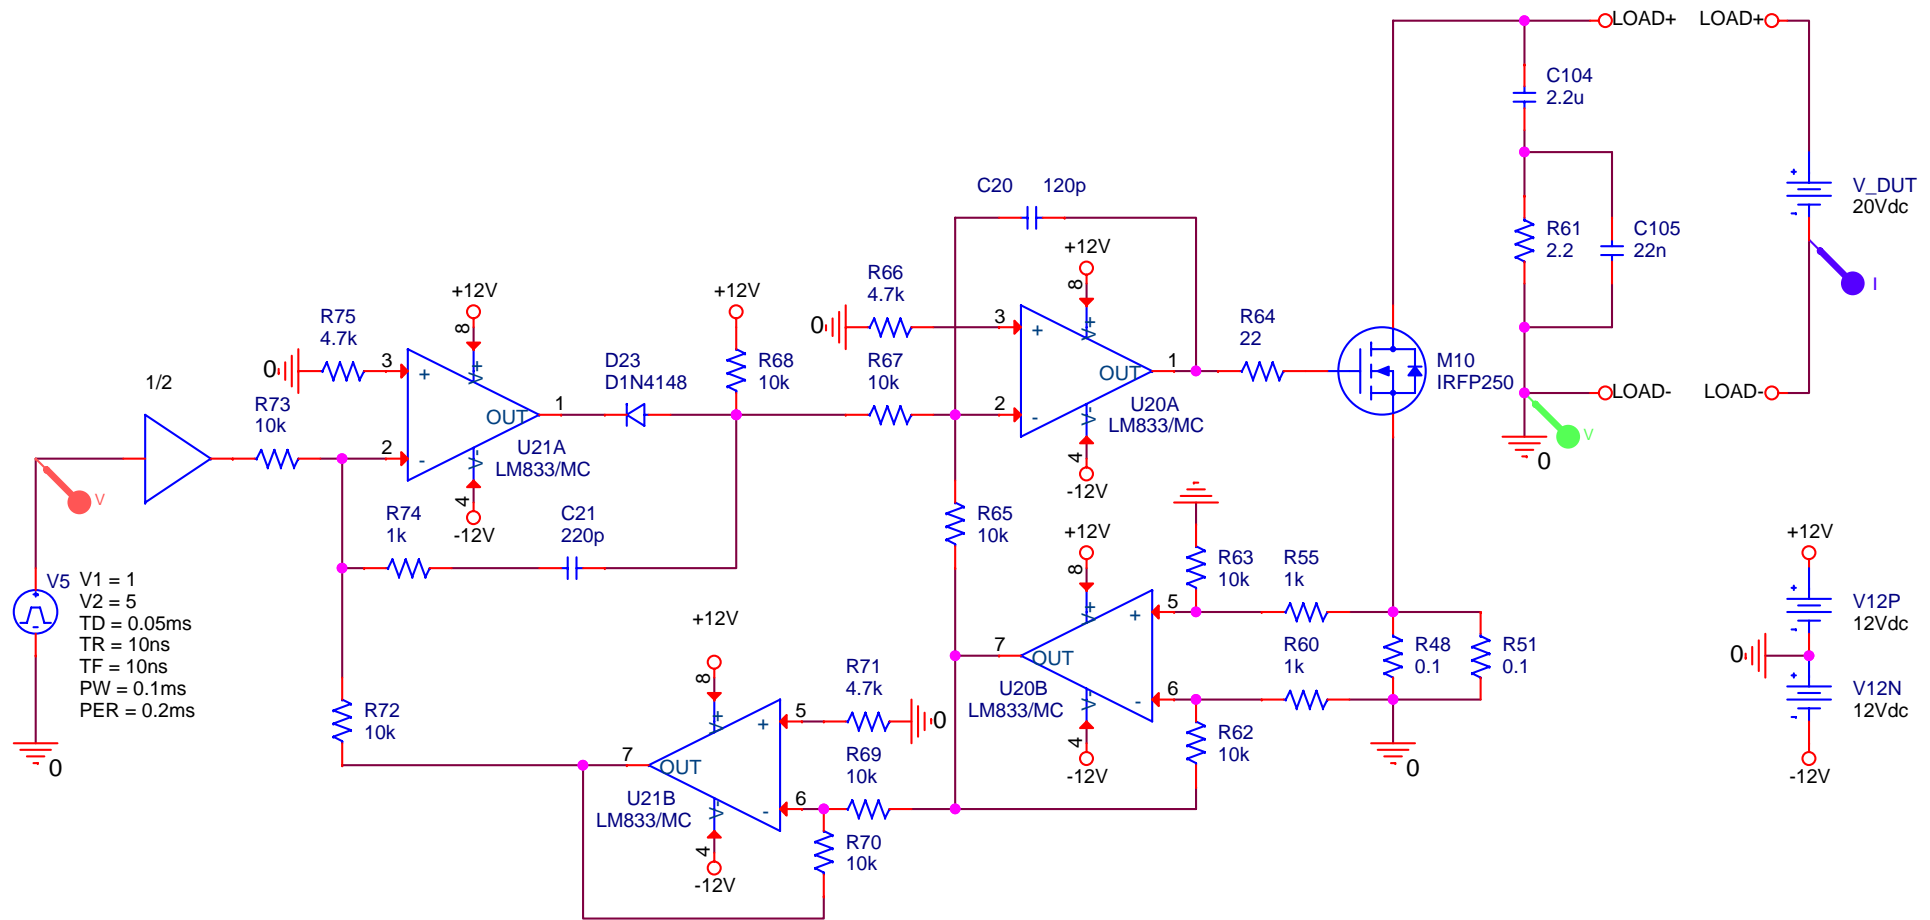 LOAD+
LOAD+
C104
2.2u
R61
2.2
C105
22n
V_DUT
20Vdc
I
LOAD-
LOAD-
V
0
C20
120p
+12V
8
V+
R66
4.7k
0
3
+
R67
10k
2
-
OUT
1
U20A
LM833/MC
V-
4
-12V
R64
22
M10
IRFP250
+12V
R68
10k
D23
D1N4148
+12V
8
V+
R75
4.7k
0
3
+
1/2
R73
10k
2
-
OUT
1
U21A
LM833/MC
V-
4
-12V
V
R74
1k
C21
220p
R65
10k
V5
V1 = 1
V2 = 5
TD = 0.05ms
TR = 10ns
TF = 10ns
PW = 0.1ms
PER = 0.2ms
0
R72
10k
+12V
8
V+
5
+
R71
4.7k
0
7
OUT
U21B
LM833/MC
6
-
R69
10k
V-
4
-12V
R70
10k
+12V
8
V+
5
+
R63
10k
R55
1k
7
OUT
U20B
LM833/MC
6
-
R60
1k
R48
0.1
R51
0.1
V-
4
-12V
R62
10k
0
+12V
V12P
12Vdc
0
V12N
12Vdc
-12V